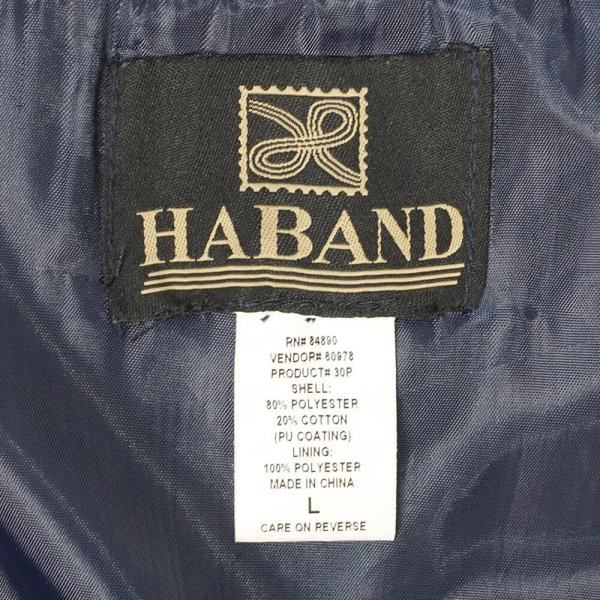 HABAND
RN# 84890
VENDOR# 60978
PRODUCT# 30P
SHELL:
80% POLYESTER
20% COTTON
(PU COATING)
LINING:
100% POLYESTER
MADE IN CHINA
L
CARE ON REVERSE